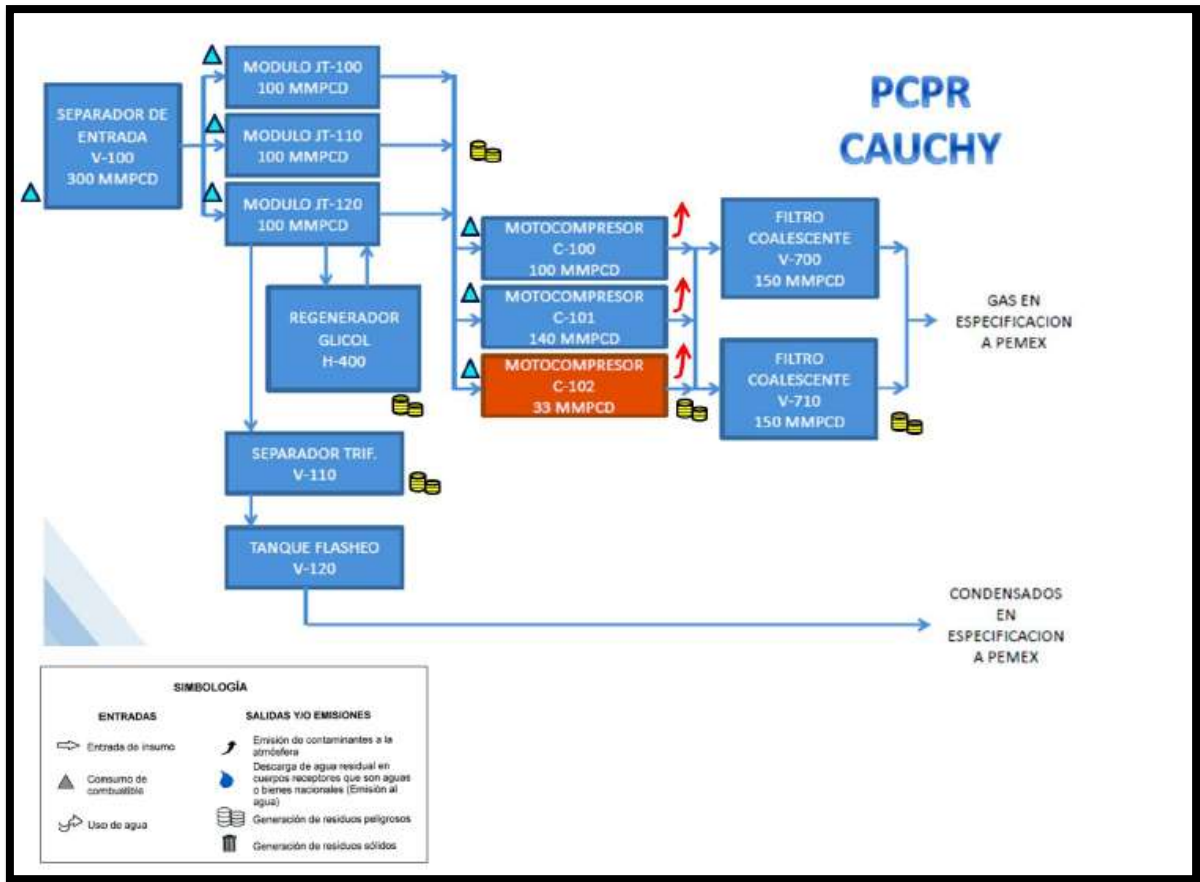 PCPR
CAUCHY
SEPARADOR DE
ENTRADA
V-100
300 MMPCD
MODULO JT-100
100 MMPCD
MODULO JT-110
100 MMPCD
MODULO JT-120
100 MMPCD
REGENERADOR
GLICOL
H-400
SEPARADOR TRIF.
V-110
TANQUE FLASHEO
V-120
MOTOCOMPRESOR
C-100
100 MMPCD
MOTOCOMPRESOR
C-101
140 MMPCD
MOTOCOMPRESOR
C-102
33 MMPCD
FILTRO
COALESCENTE
V-700
150 MMPCD
FILTRO
COALESCENTE
V-710
150 MMPCD
GAS EN
ESPECIFICACION
A PEMEX
CONDENSADOS
EN
ESPECIFICACION
A PEMEX
SIMBOLOGÍA
ENTRADAS
Entrada de insumo
Consumo de
combustible
Uso de agua
SALIDAS Y/O EMISIONES
Emisión de contaminantes a la
atmósfera
Descarga de agua residual en
cuerpos receptores que son aguas
o bienes nacionales (Emisión al
agua)
Generación de residuos peligrosos
Generación de residuos sólidos